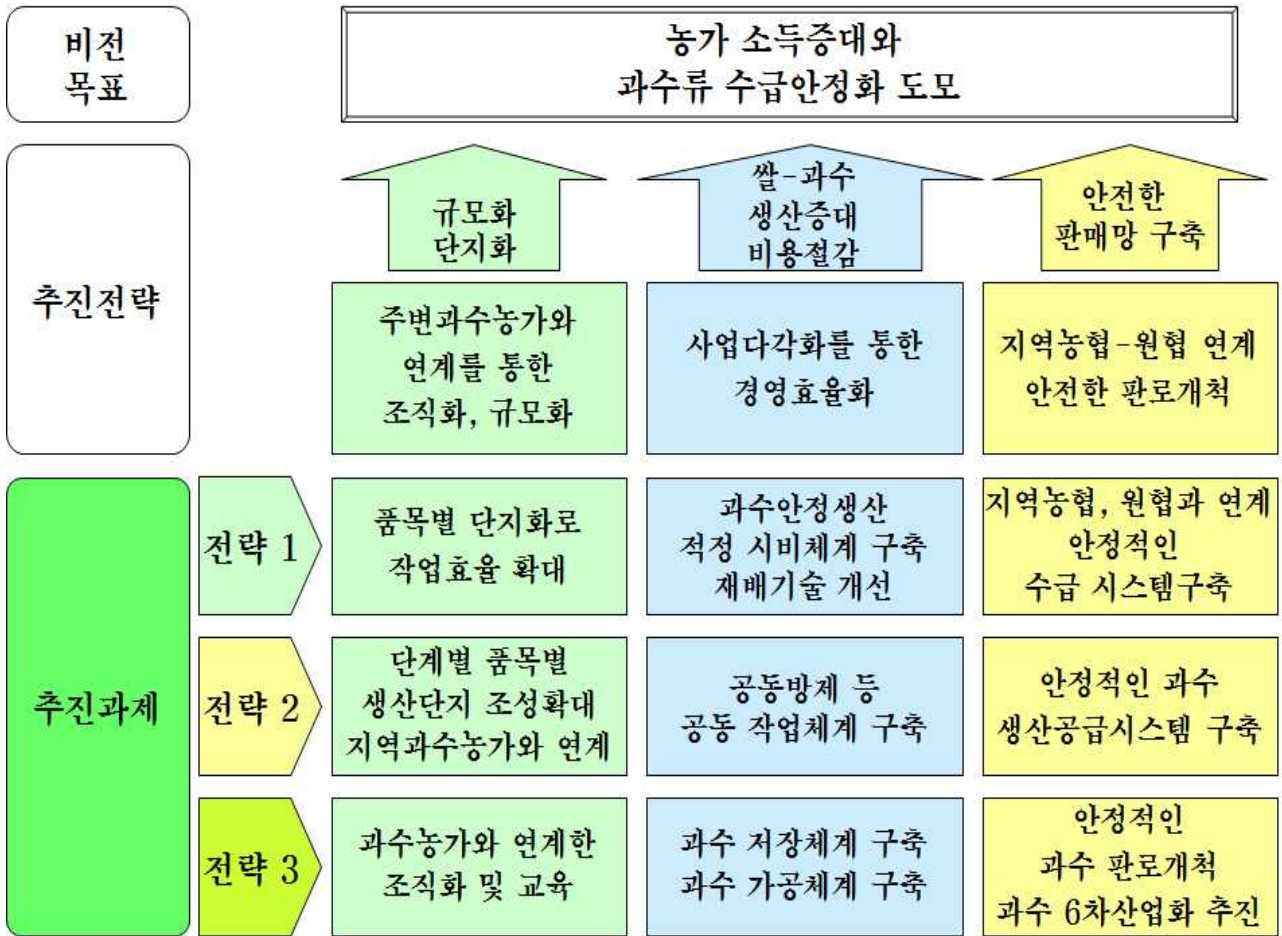 비전
목표
농가 소득증대와
과수류 수급안정화 도모
추진전략
규모화
단지화
쌀-과수
생산증대
비용절감
안전한
판매망 구축
주변과수농가와
연계를 통한
조직화, 규모화
사업다각화를 통한
경영효율화
지역농협-원협 연계
안전한 판로개척
추진과제
전략 1
품목별 단지화로
작업효율 확대
과수안정생산
적정 시비체계 구축
재배기술 개선
지역농협, 원협과 연계
안정적인
수급 시스템구축
전략 2
단계별 품목별
생산단지 조성확대
지역과수농가와 연계
공동방제 등
공동 작업체계 구축
안정적인 과수
생산공급시스템 구축
전략 3
과수농가와 연계한
조직화 및 교육
과수 저장체계 구축
과수 가공체계 구축
안정적인
과수 판로개척
과수 6차산업화 추진